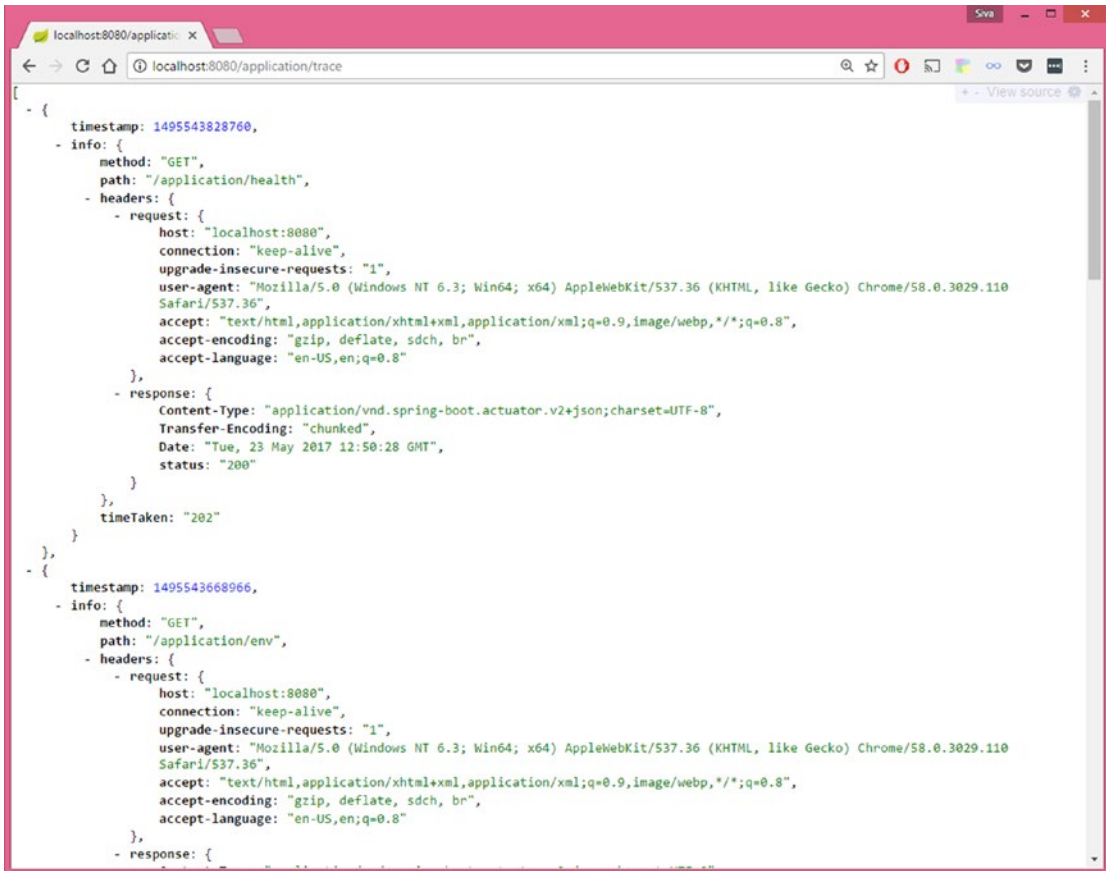 Siva
localhost:8080/applicatio
localhost:8080/application/trace
+ - View source
[
- {
timestamp: 1495543828760,
- info: {
method: "GET",
path: "/application/health",
- headers: {
- request: {
host: "localhost:8080",
connection: "keep-alive",
upgrade-insecure-requests: "1",
user-agent: "Mozilla/5.0 (Windows NT 6.3; Win64; x64) AppleWebKit/537.36 (KHTML, like Gecko) Chrome/58.0.3029.110
Safari/537.36",
accept: "text/html,application/xhtml+xml,application/xml;q=0.9,image/webp,*/*;q=0.8",
accept-encoding: "gzip, deflate, sdch, br",
accept-language: "en-US,en;q=0.8"
},
- response: {
Content-Type: "application/vnd.spring-boot.actuator.v2+json;charset=UTF-8",
Transfer-Encoding: "chunked",
Date: "Tue, 23 May 2017 12:50:28 GMT",
status: "200"
}
},
timeTaken: "202"
}
},
- {
timestamp: 1495543668966,
- info: {
method: "GET",
path: "/application/env",
- headers: {
- request: {
host: "localhost:8080",
connection: "keep-alive",
upgrade-insecure-requests: "1",
user-agent: "Mozilla/5.0 (Windows NT 6.3; Win64; x64) AppleWebKit/537.36 (KHTML, like Gecko) Chrome/58.0.3029.110
Safari/537.36",
accept: "text/html,application/xhtml+xml,application/xml;q=0.9,image/webp,*/*;q=0.8",
accept-encoding: "gzip, deflate, sdch, br",
accept-language: "en-US,en;q=0.8"
},
- response: {